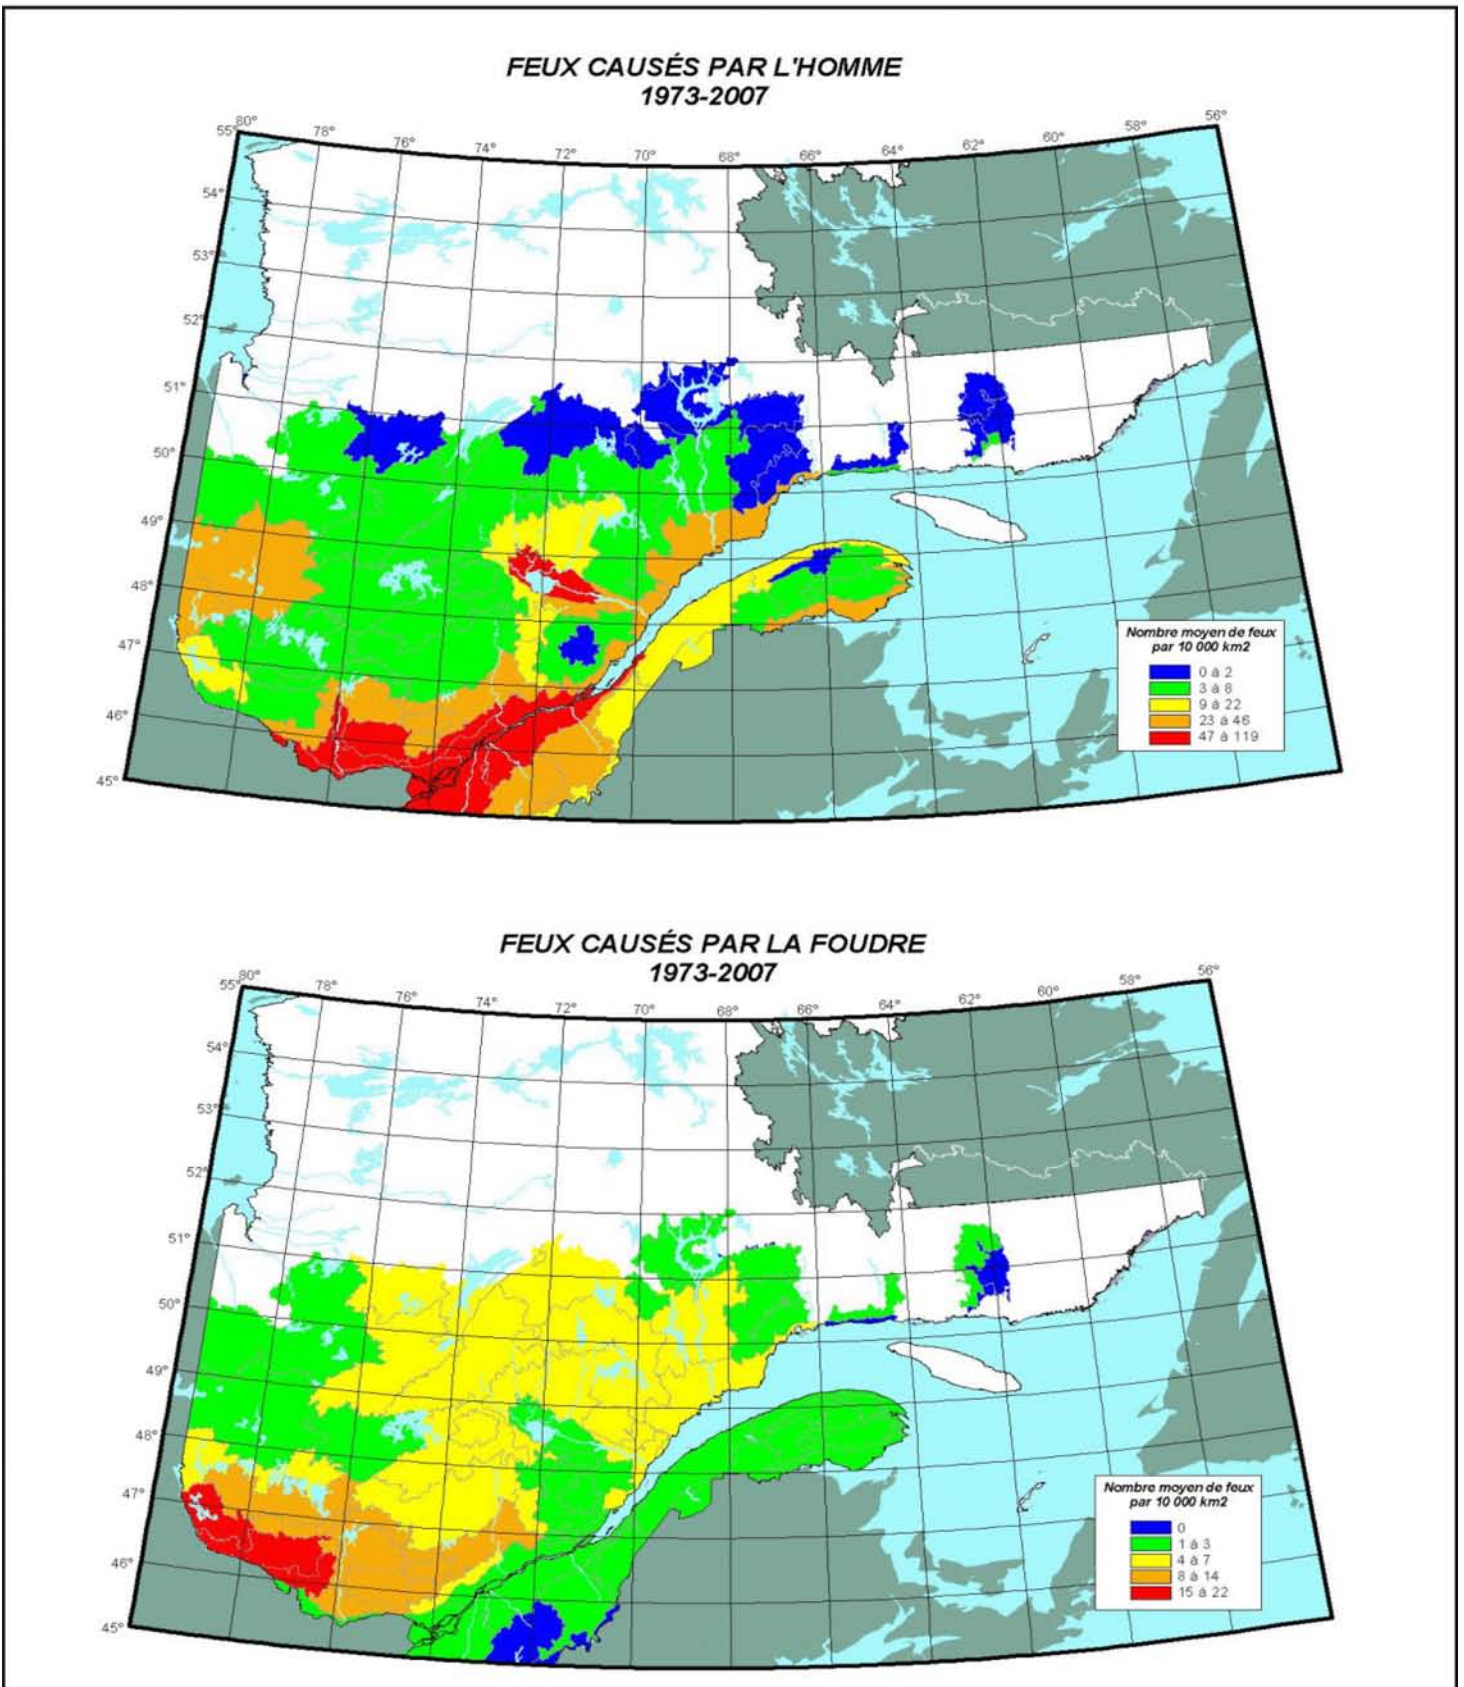 FEUX CAUSÉS PAR L'HOMME
1973-2007
55° 80° 78° 76° 74° 72° 70° 68° 66° 64° 62° 60° 58° 56°
54°
53°
52°
51°
50°
49°
48°
47°
46°
45°
Nombre moyen de feux
par 10 000 km2
0 à 2
3 à 8
9 à 22
23 à 46
47 à 119
FEUX CAUSÉS PAR LA FOUDRE
1973-2007
55° 80° 78° 76° 74° 72° 70° 68° 66° 64° 62° 60° 58° 56°
54°
53°
52°
51°
50°
49°
48°
47°
46°
45°
Nombre moyen de feux
par 10 000 km2
0
1 à 3
4 à 7
8 à 14
15 à 22